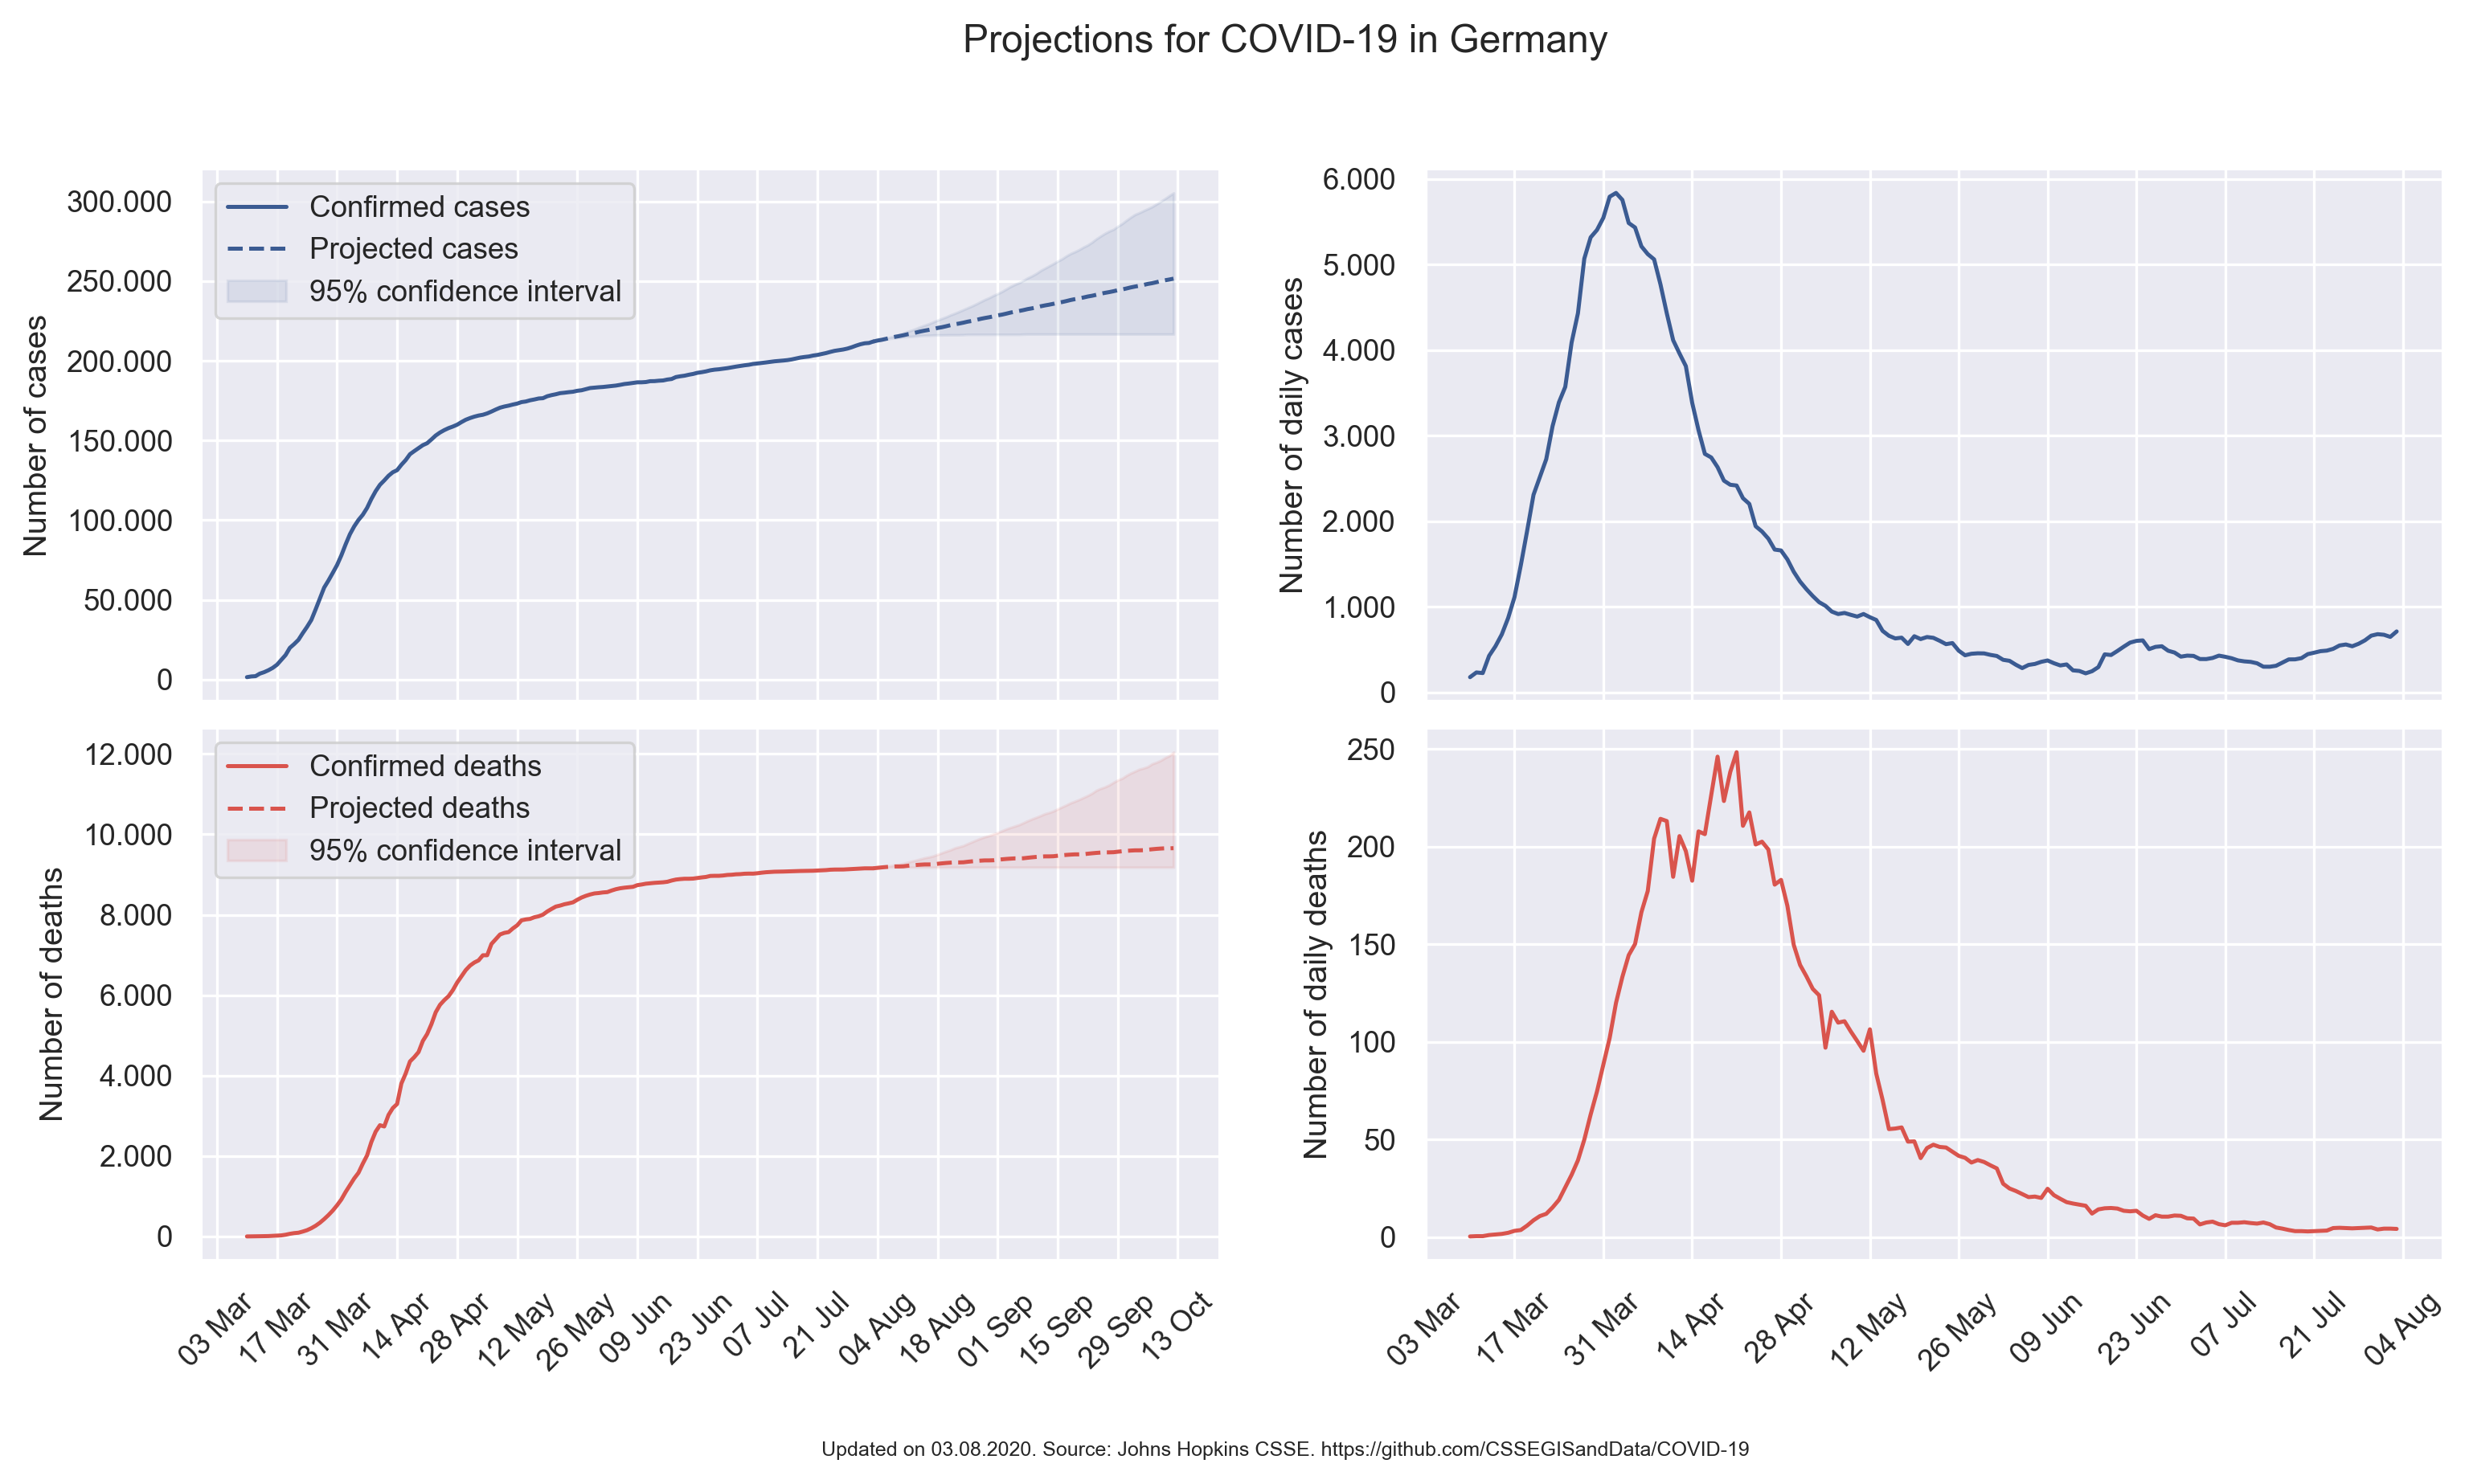 Projections for COVID-19 in Germany
Number of cases
300.000
250.000
200.000
150.000
100.000
50.000
0
Confirmed cases
Projected cases
95% confidence interval
Number of daily cases
6.000
5.000
4.000
3.000
2.000
1.000
0
Number of deaths
12.000
10.000
8.000
6.000
4.000
2.000
0
Confirmed deaths
Projected deaths
95% confidence interval
03 Mar
17 Mar
31 Mar
14 Apr
28 Apr
12 May
26 May
09 Jun
23 Jun
07 Jul
21 Jul
04 Aug
18 Aug
01 Sep
15 Sep
29 Sep
13 Oct
Number of daily deaths
250
200
150
100
50
0
03 Mar
17 Mar
31 Mar
14 Apr
28 Apr
12 May
26 May
09 Jun
23 Jun
07 Jul
21 Jul
04 Aug
Updated on 03.08.2020. Source: Johns Hopkins CSSE. https://github.com/CSSEGISandData/COVID-19